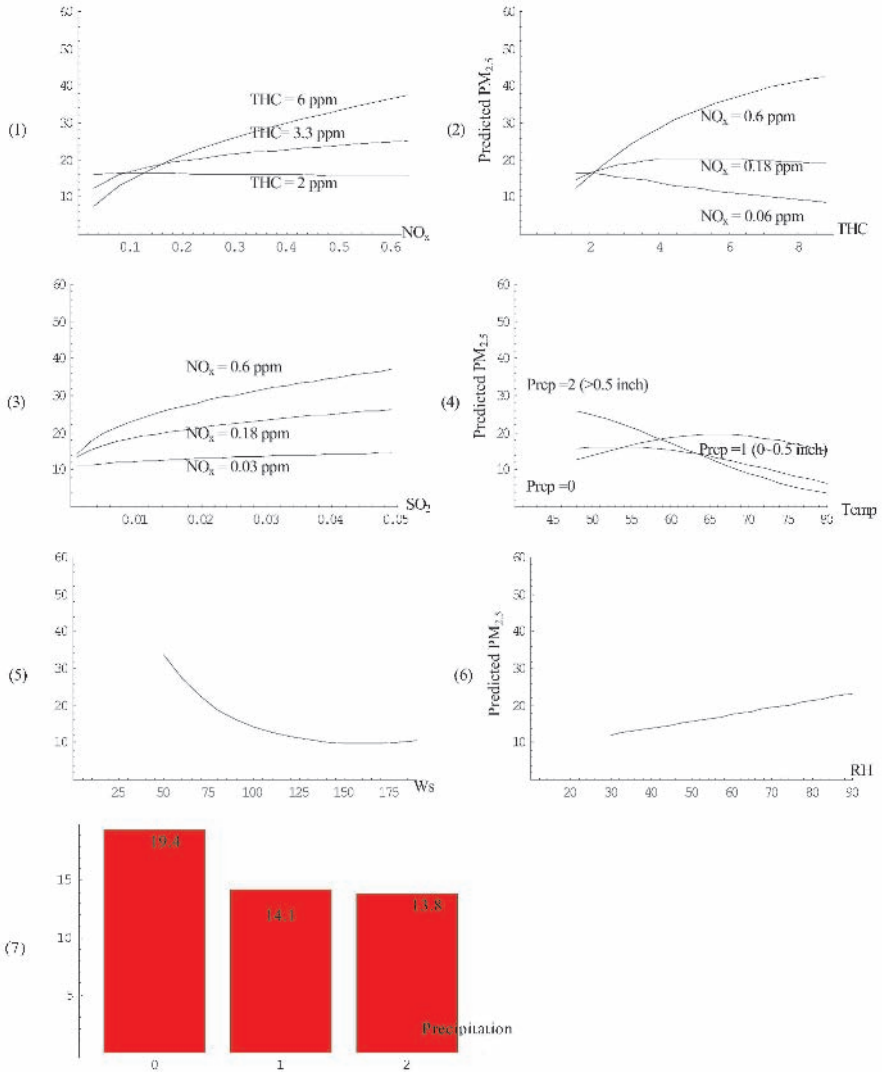 (1)
60
50
40
30
20
10
THC = 6 ppm
THC= 3.3 ppm
THC = 2 ppm
0.1 0.2 0.3 0.4 0.5 0.6
NOx
(2)
Predicted PM2.5
60
50
40
30
20
10
NOx = 0.6 ppm
NOx = 0.18 ppm
NOx = 0.06 ppm
2 4 6 8
THC
(3)
60
50
40
30
20
10
NOx = 0.6 ppm
NOx = 0.18 ppm
NOx = 0.03 ppm
0.01 0.02 0.03 0.04 0.05
SO2
(4)
Predicted PM2.5
60
50
40
30
20
10
Prep =2 (>0.5 inch)
Prep =1 (0~0.5 inch)
Prep =0
45 50 55 60 65 70 75 80
Temp
(5)
60
50
40
30
20
10
25 50 75 100 125 150 175
Ws
(6)
Predicted PM2.5
60
50
40
30
20
10
20 30 40 50 60 70 80 90
RH
(7)
15
10
5
19.4
14.1
13.8
Precipitation
0 1 2